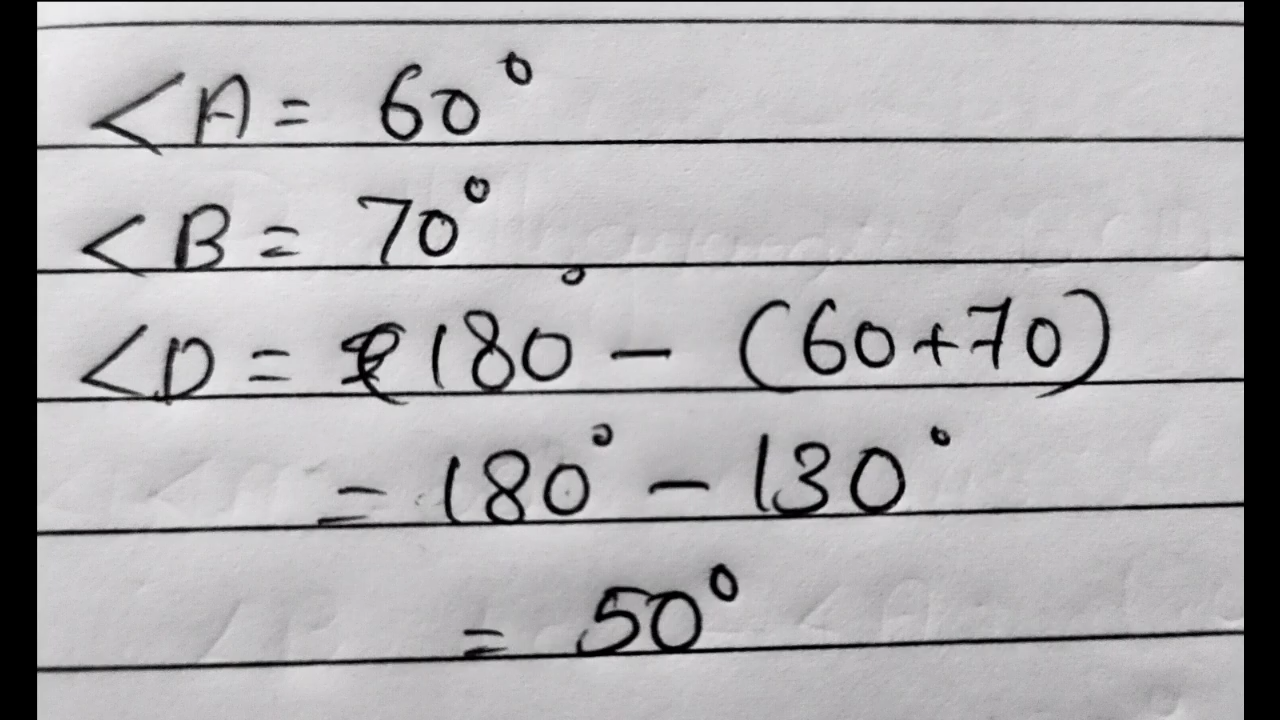 <A = 60°
<B = 70°
<D = 180° - (60+70)
= 180° - 130°
= 50°